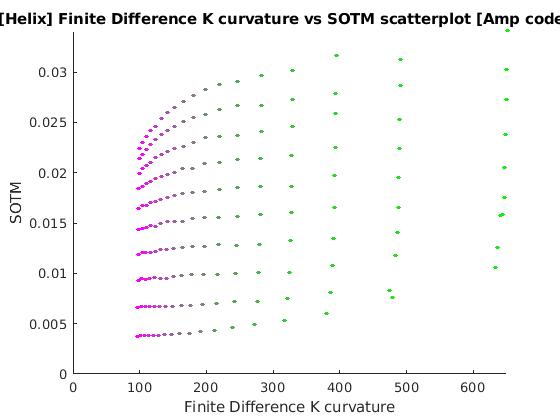 [Helix] Finite Difference K curvature vs SOTM scatterplot [Amp code
0.03
0.025
0.02
SOTM
0.015
0.01
0.005
0
0 100 200 300 400 500 600
Finite Difference K curvature